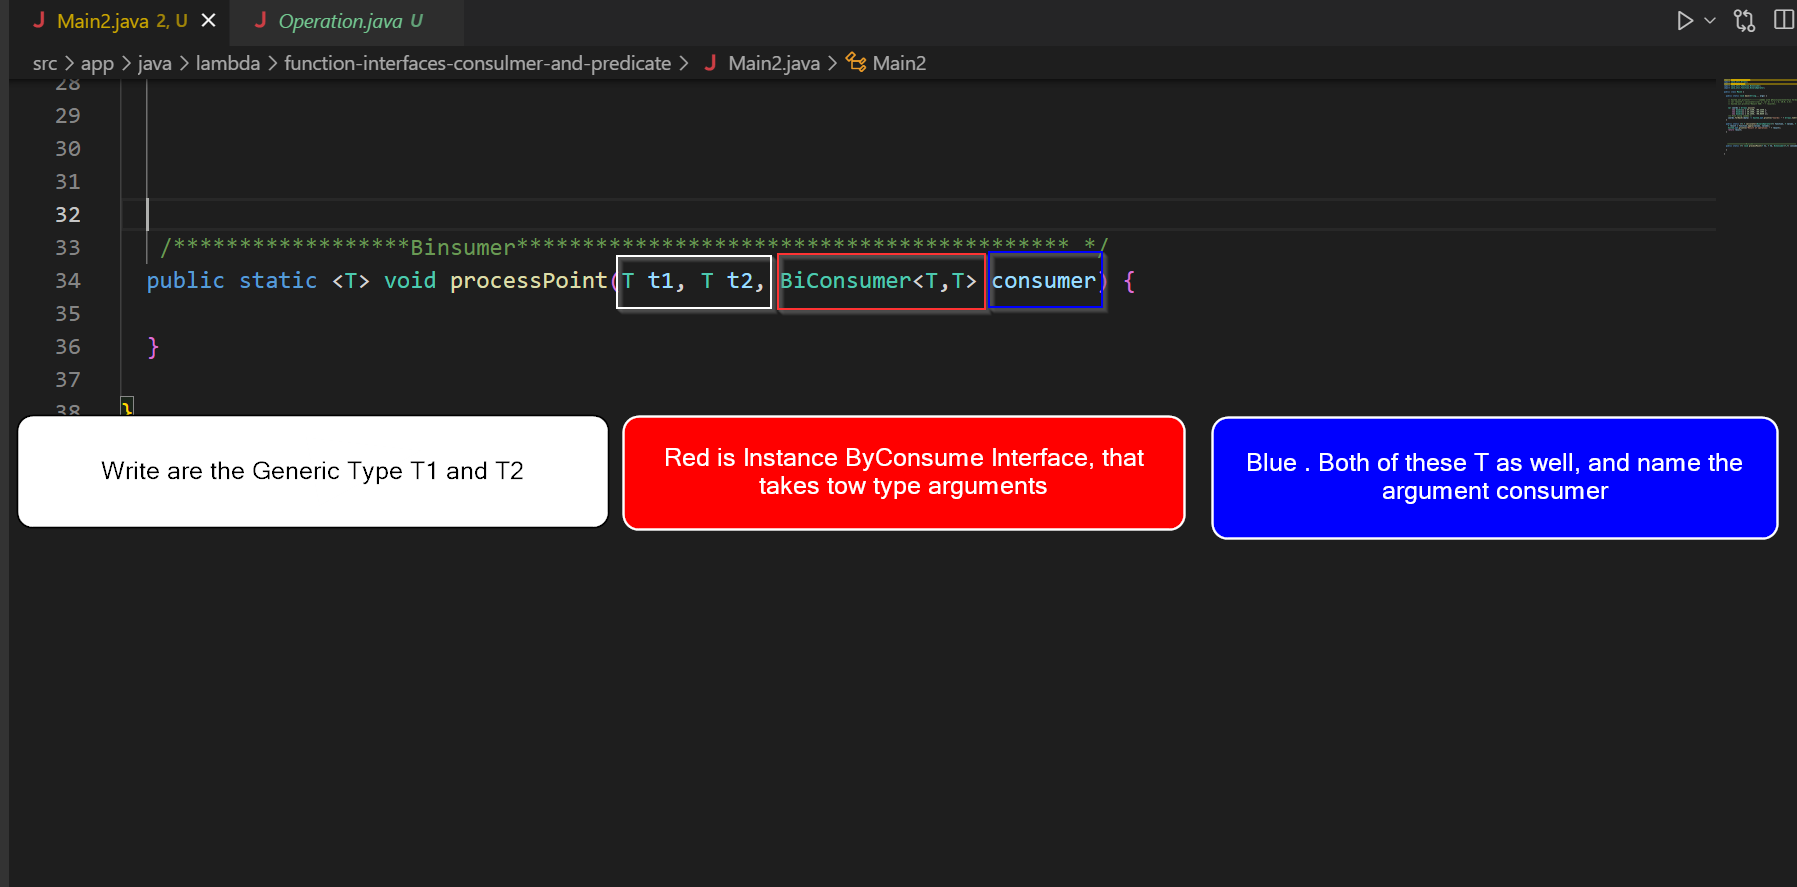 J Main2.java 2, U
J Operation.java U
src > app > java > lambda > function-interfaces-consulmer-and-predicate > J Main2.java > Main2
28
29
30
31
32
33 /******************Binsumer****************************************** */
34 public static <T> void processPoint(T t1, T t2, BiConsumer<T,T> consumer) {
35
36 }
37
38 }
Write are the Generic Type T1 and T2
Red is Instance ByConsume Interface, that
takes tow type arguments
Blue . Both of these T as well, and name the
argument consumer